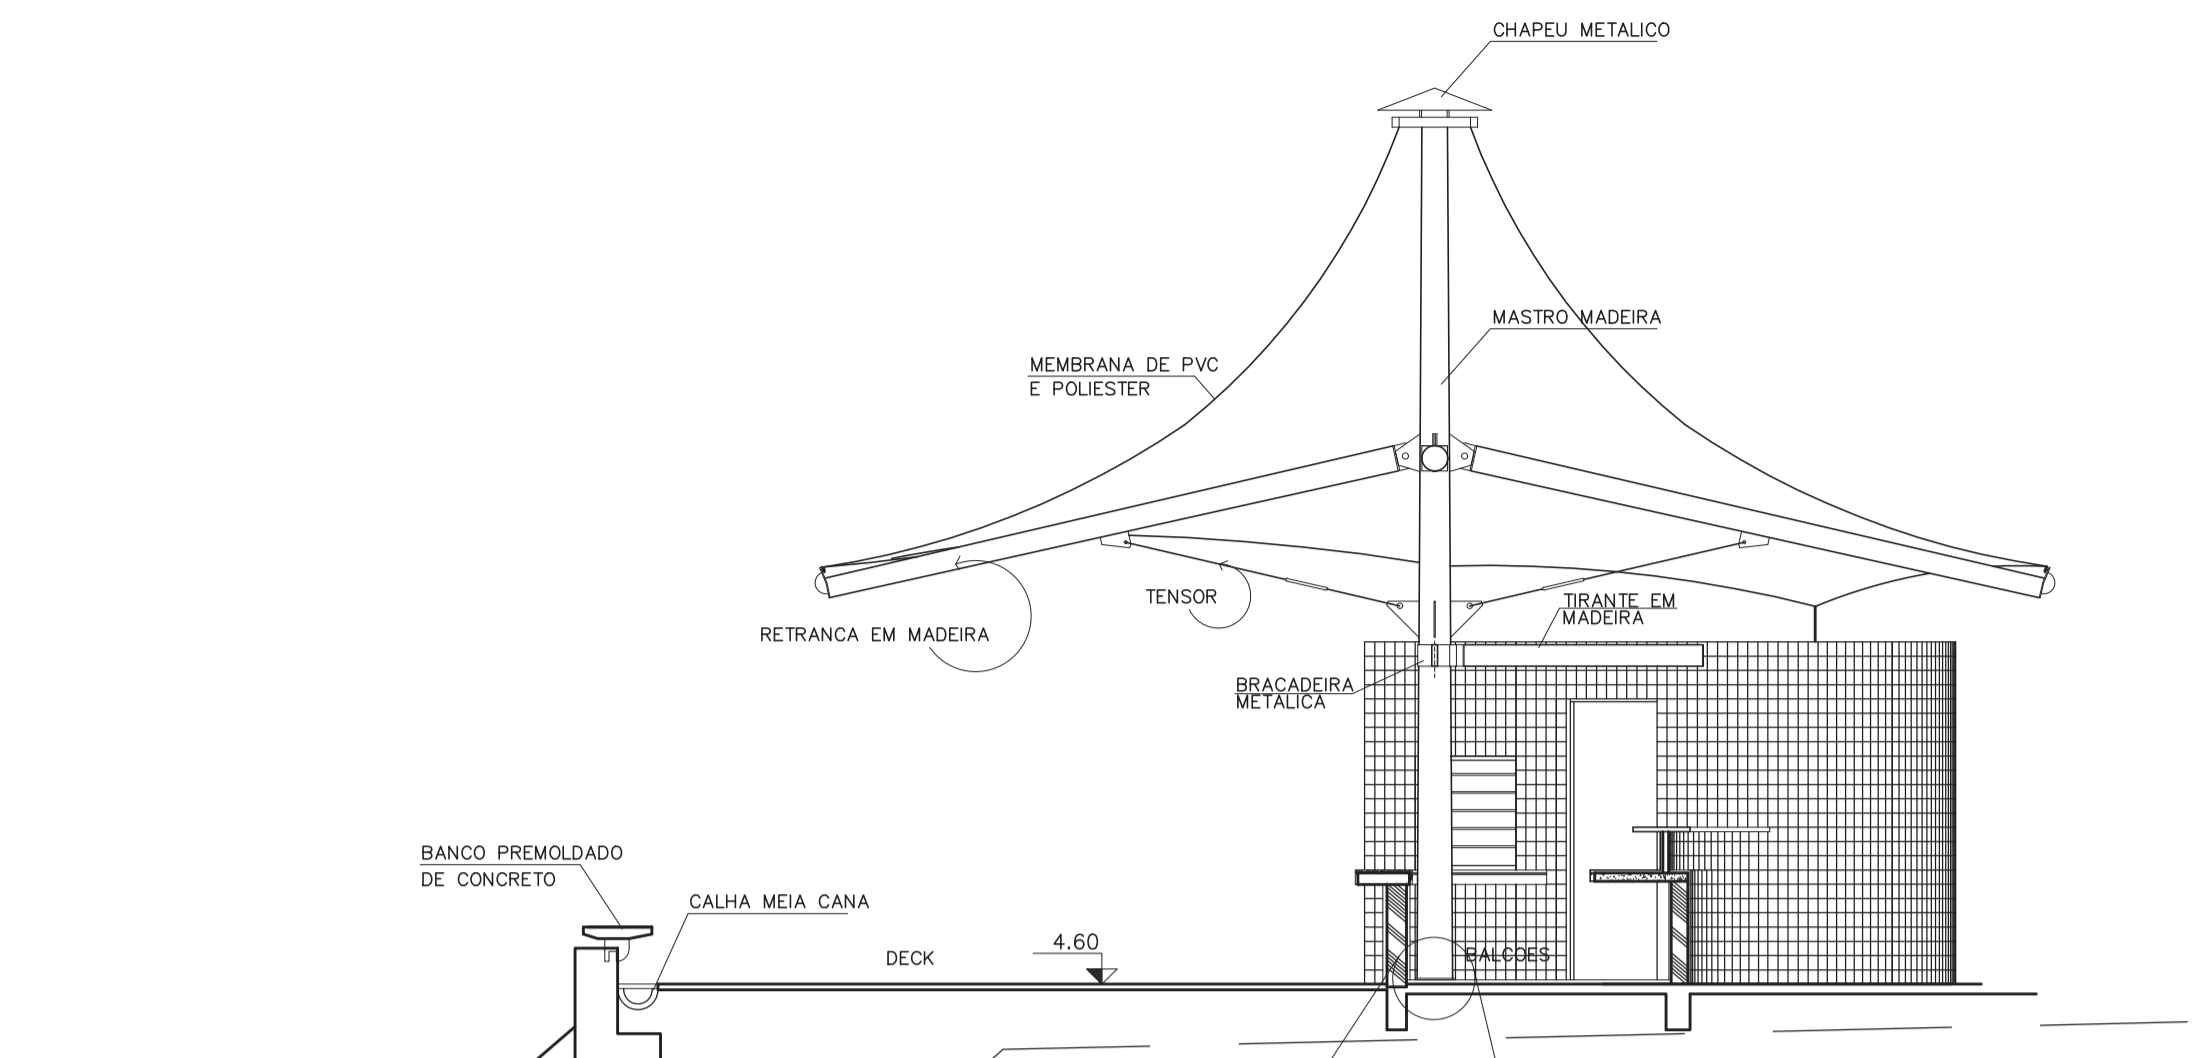 CHAPEU METALICO
MASTRO MADEIRA
MEMBRANA DE PVC
E POLIESTER
TENSOR
TIRANTE EM
MADEIRA
RETRANCA EM MADEIRA
BRACADEIRA
METALICA
BANCO PREMOLDADO
DE CONCRETO
CALHA MEIA CANA
DECK
4.60
BALCOES